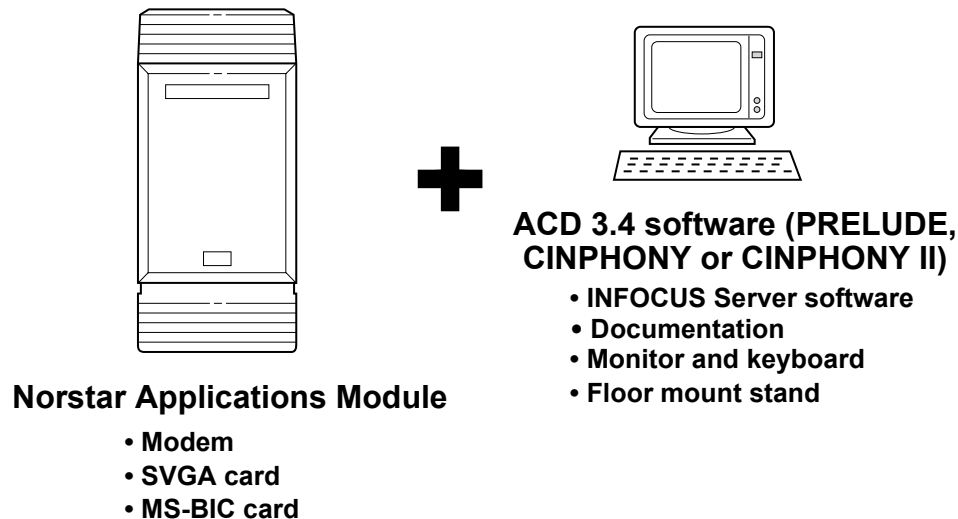 Norstar Applications Module
• Modem
• SVGA card
• MS-BIC card
ACD 3.4 software (PRELUDE,
CINPHONY or CINPHONY II)
• INFOCUS Server software
• Documentation
• Monitor and keyboard
• Floor mount stand